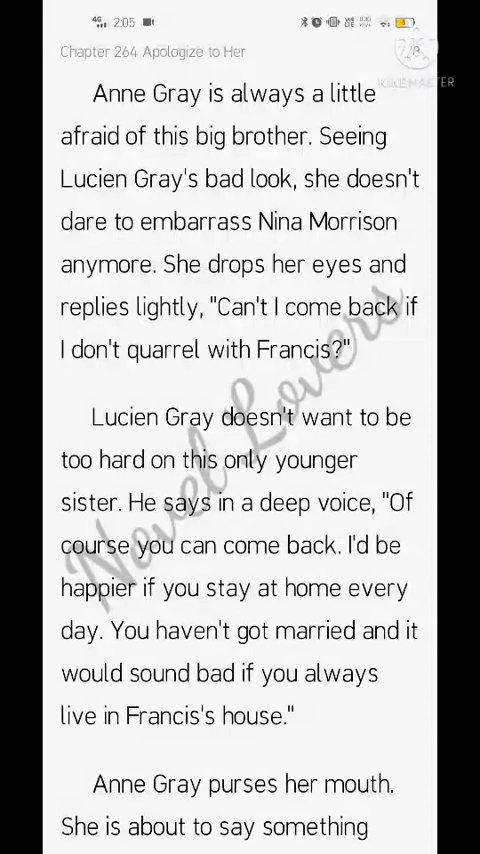 4G 2:05
Chapter 264 Apologize to Her
7/8
KINEMASTER
Anne Gray is always a little
afraid of this big brother. Seeing
Lucien Gray's bad look, she doesn't
dare to embarrass Nina Morrison
anymore. She drops her eyes and
replies lightly, "Can't I come back if
I don't quarrel with Francis?"
Lucien Gray doesn't want to be
too hard on this only younger
sister. He says in a deep voice, "Of
course you can come back. I'd be
happier if you stay at home every
day. You haven't got married and it
would sound bad if you always
live in Francis's house."
Anne Gray purses her mouth.
She is about to say something
Novel Lovers